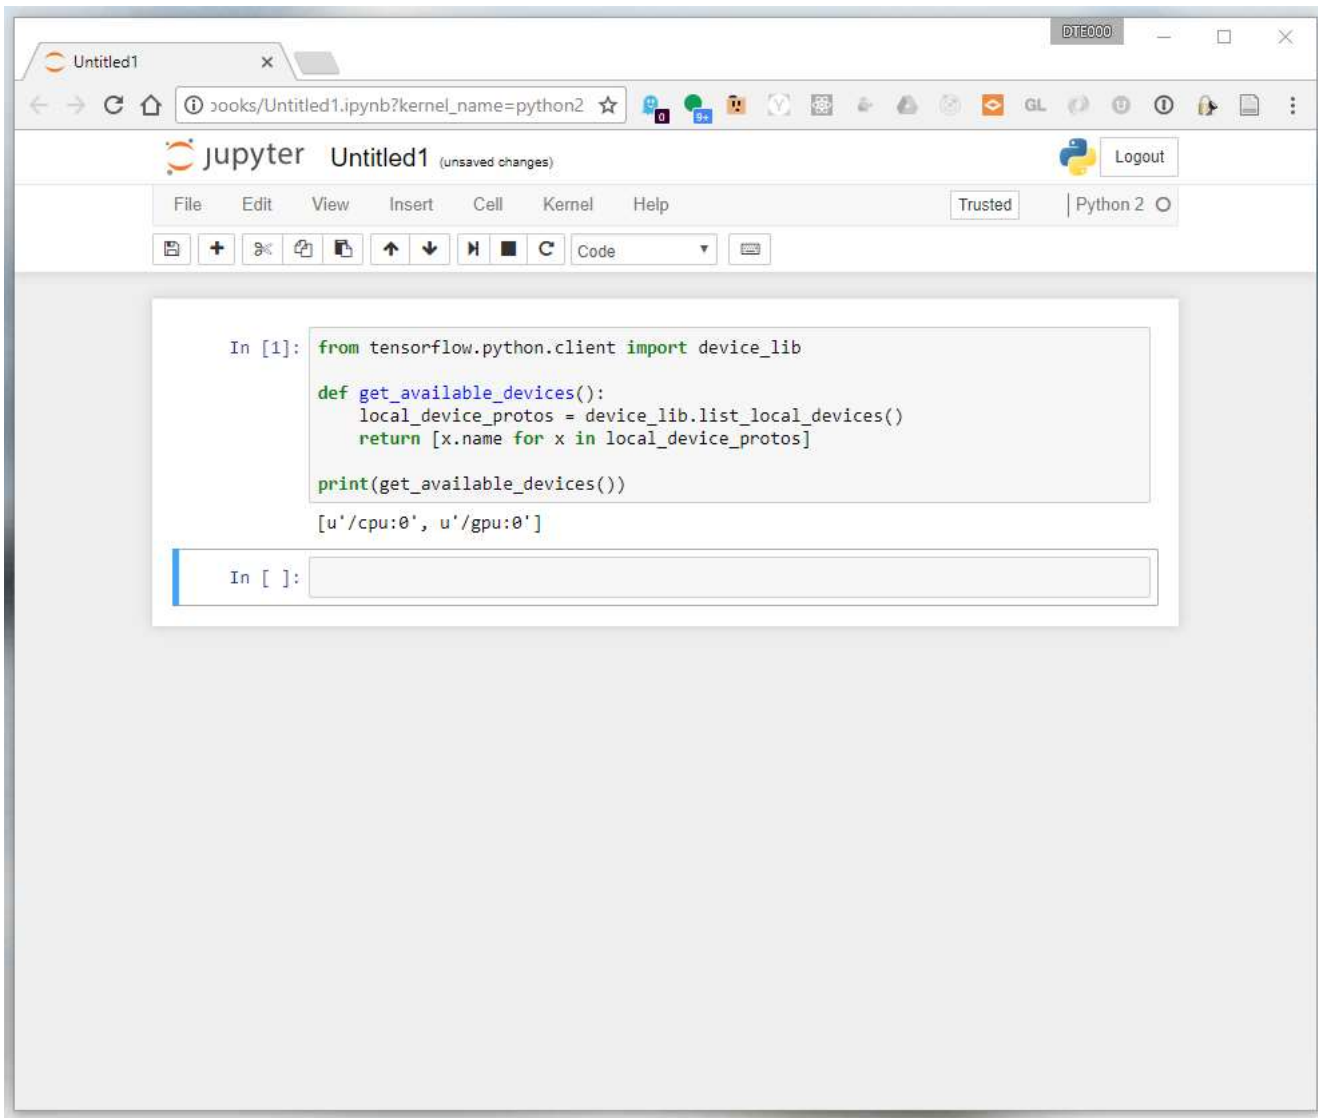 DTE000
Untitled1
ooks/Untitled1.ipynb?kernel_name=python2
0
9+
GL
jupyter Untitled1 (unsaved changes)
Logout
File Edit View Insert Cell Kernel Help
Trusted
Python 2
Code
In [1]: from tensorflow.python.client import device_lib
def get_available_devices():
local_device_protos = device_lib.list_local_devices()
return [x.name for x in local_device_protos]
print(get_available_devices())
[u'/cpu:0', u'/gpu:0']
In [ ]: